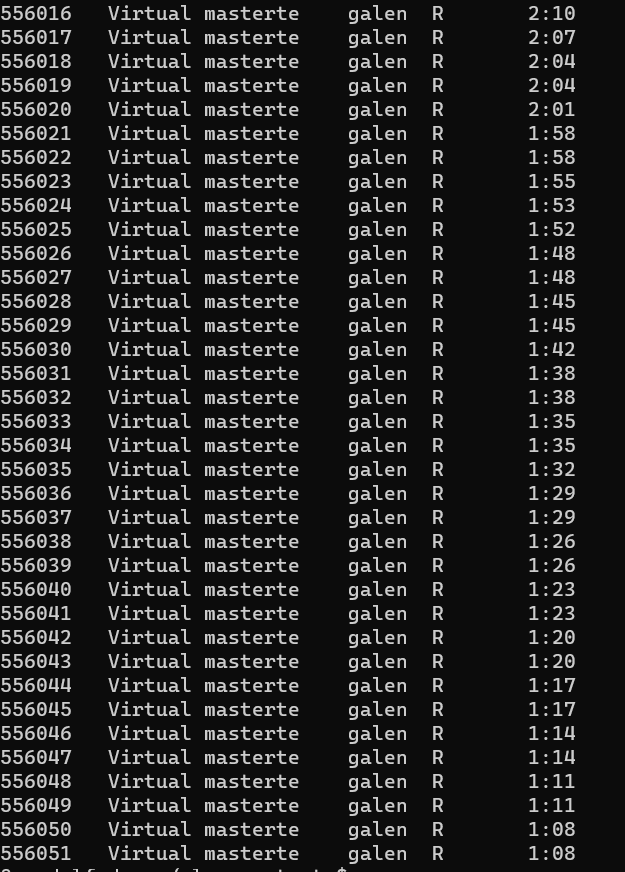 556016 Virtual masterte galen R 2:10
556017 Virtual masterte galen R 2:07
556018 Virtual masterte galen R 2:04
556019 Virtual masterte galen R 2:04
556020 Virtual masterte galen R 2:01
556021 Virtual masterte galen R 1:58
556022 Virtual masterte galen R 1:58
556023 Virtual masterte galen R 1:55
556024 Virtual masterte galen R 1:53
556025 Virtual masterte galen R 1:52
556026 Virtual masterte galen R 1:48
556027 Virtual masterte galen R 1:48
556028 Virtual masterte galen R 1:45
556029 Virtual masterte galen R 1:45
556030 Virtual masterte galen R 1:42
556031 Virtual masterte galen R 1:38
556032 Virtual masterte galen R 1:38
556033 Virtual masterte galen R 1:35
556034 Virtual masterte galen R 1:35
556035 Virtual masterte galen R 1:32
556036 Virtual masterte galen R 1:29
556037 Virtual masterte galen R 1:29
556038 Virtual masterte galen R 1:26
556039 Virtual masterte galen R 1:26
556040 Virtual masterte galen R 1:23
556041 Virtual masterte galen R 1:23
556042 Virtual masterte galen R 1:20
556043 Virtual masterte galen R 1:20
556044 Virtual masterte galen R 1:17
556045 Virtual masterte galen R 1:17
556046 Virtual masterte galen R 1:14
556047 Virtual masterte galen R 1:14
556048 Virtual masterte galen R 1:11
556049 Virtual masterte galen R 1:11
556050 Virtual masterte galen R 1:08
556051 Virtual masterte galen R 1:08